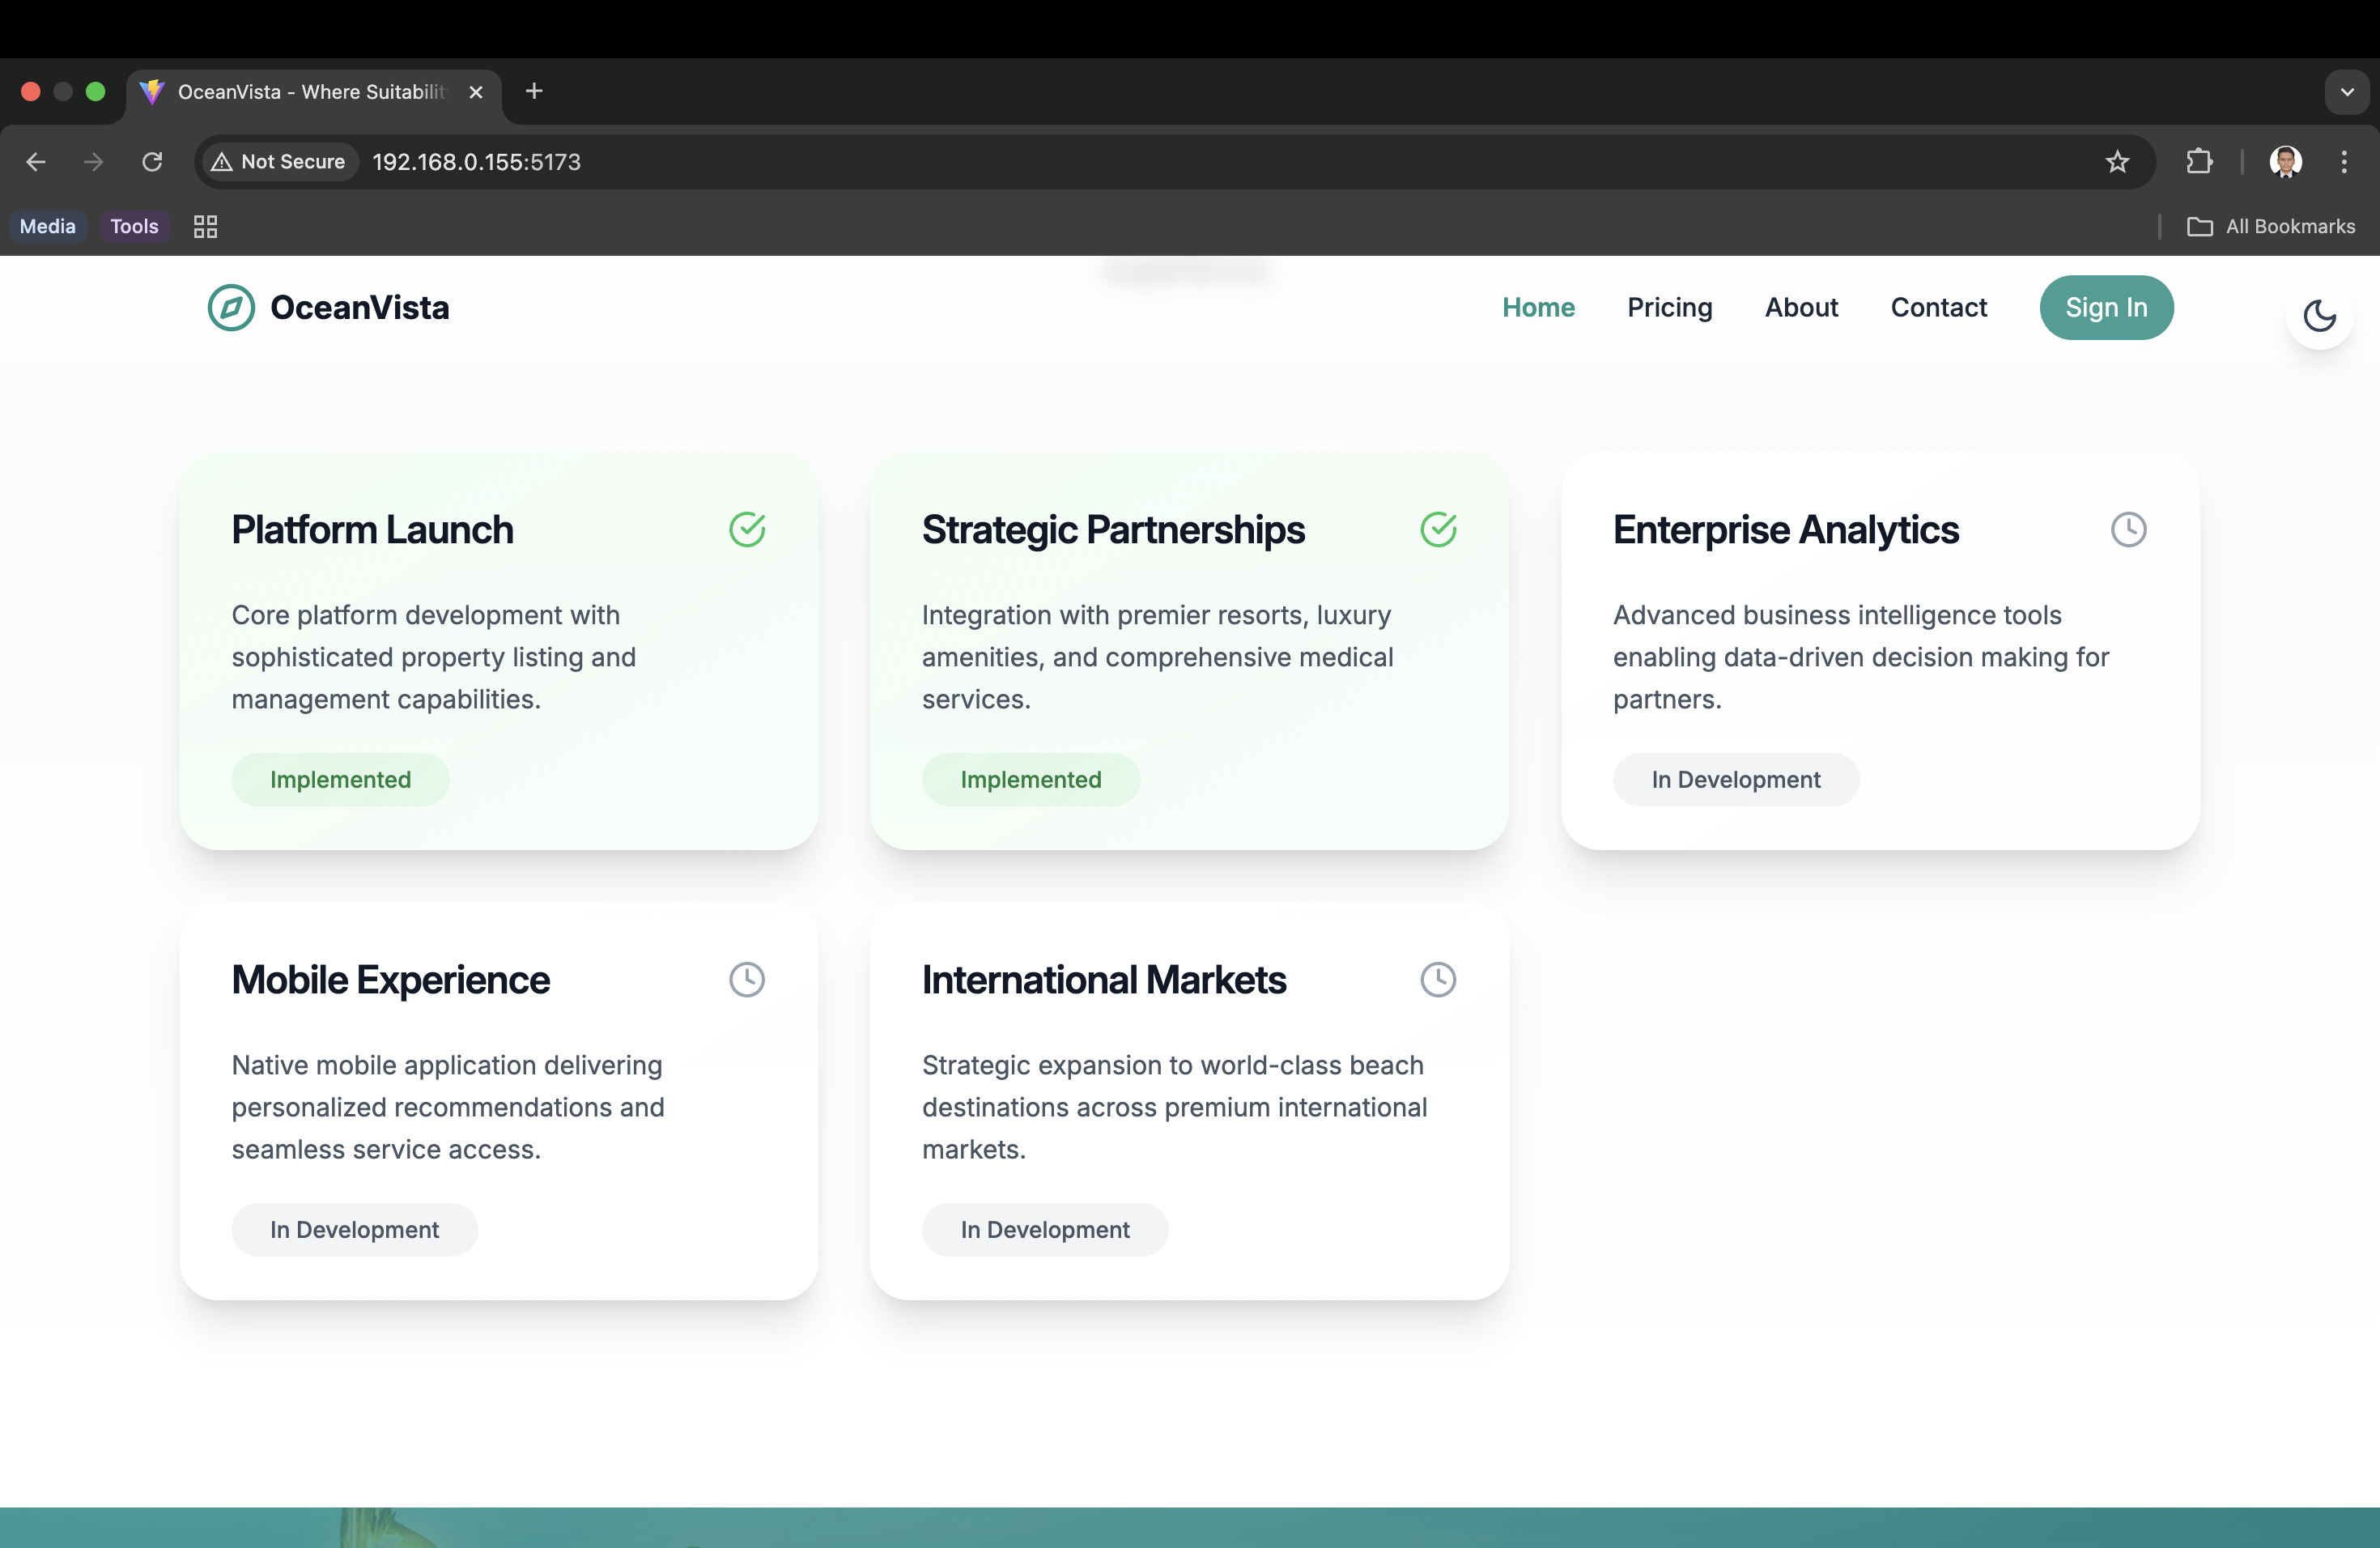 OceanVista - Where Suitabilit
Not Secure 192.168.0.155:5173
Media Tools All Bookmarks
OceanVista Home Pricing About Contact Sign In
Platform Launch
Core platform development with
sophisticated property listing and
management capabilities.
Implemented
Strategic Partnerships
Integration with premier resorts, luxury
amenities, and comprehensive medical
services.
Implemented
Enterprise Analytics
Advanced business intelligence tools
enabling data-driven decision making for
partners.
In Development
Mobile Experience
Native mobile application delivering
personalized recommendations and
seamless service access.
In Development
International Markets
Strategic expansion to world-class beach
destinations across premium international
markets.
In Development